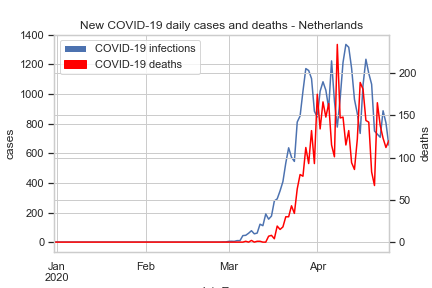 New COVID-19 daily cases and deaths - Netherlands
COVID-19 infections
COVID-19 deaths
1400
1200
1000
800
600
400
200
0
cases
200
150
100
50
0
deaths
Jan
2020
Feb
Mar
Apr